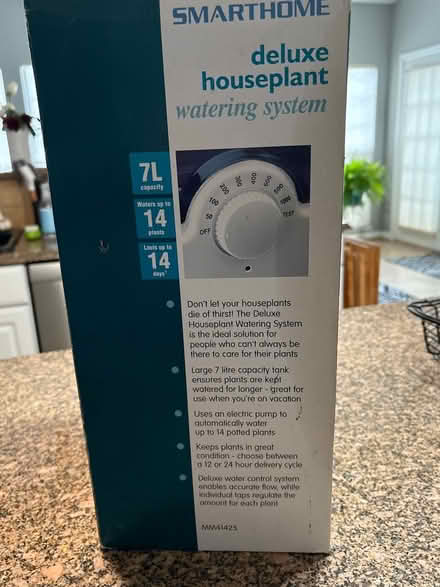 SMARTHOME
deluxe
houseplant
watering system
7L
capacity
Waters up to
14
plants
Lasts up to
14
days*
OFF 50 100 200 300 400 500 1000 TEST
Don't let your houseplants
die of thirst! The Deluxe
Houseplant Watering System
is the ideal solution for
people who can't always be
there to care for their plants
Large 7 litre capacity tank
ensures plants are kept
watered for longer - great for
use when you're on vacation
Uses an electric pump to
automatically water
up to 14 potted plants
Keeps plants in great
condition - choose between
a 12 or 24 hour delivery cycle
Deluxe water control system
enables accurate flow, while
individual taps regulate the
amount for each plant
MM41423